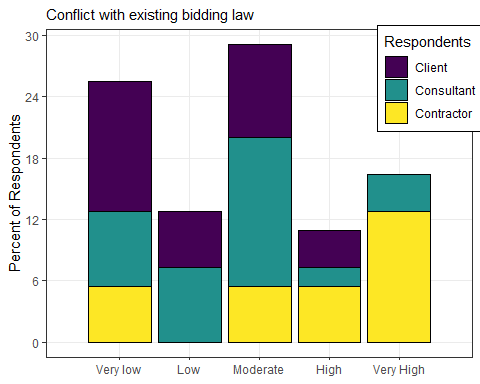 Conflict with existing bidding law
Respondents
Client
Consultant
Contractor
Percent of Respondents
30
24
18
12
6
0
Very low
Low
Moderate
High
Very High